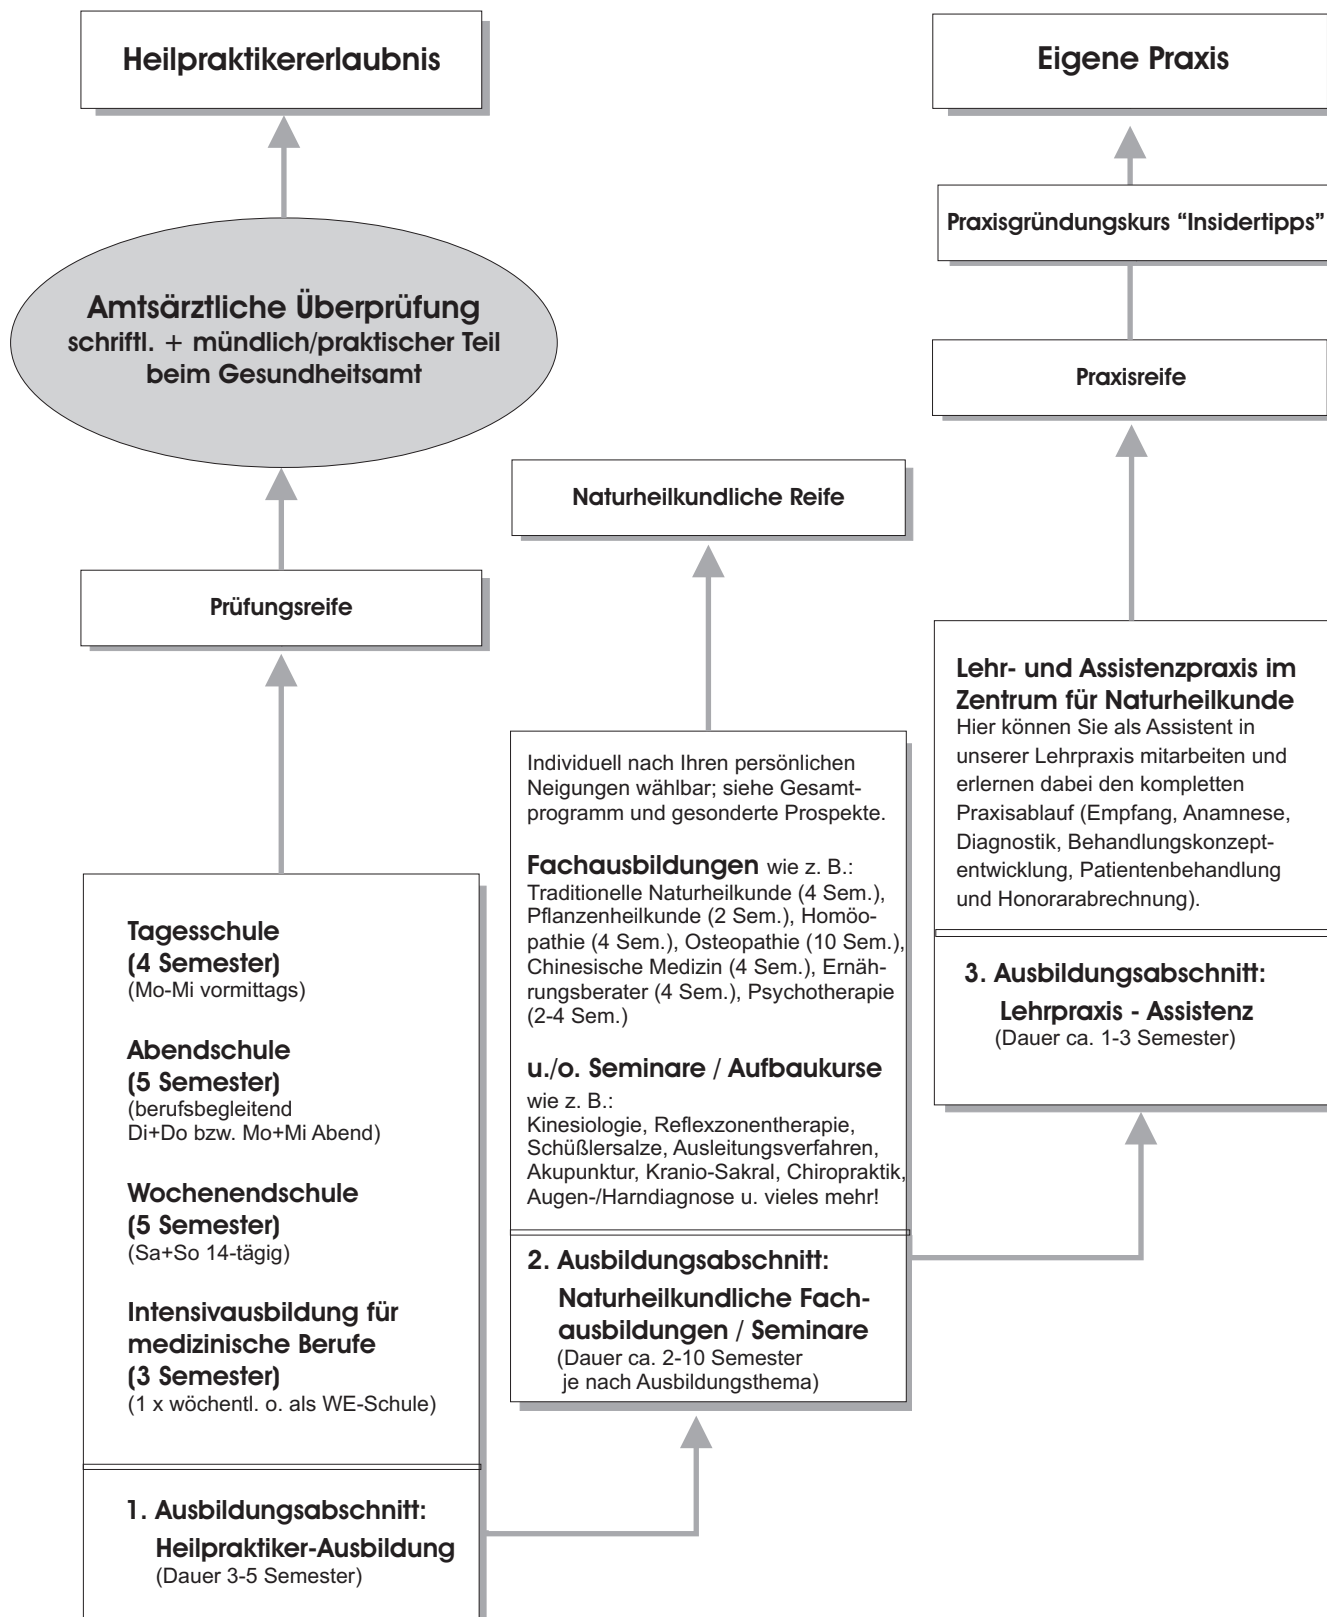 Heilpraktikererlaubnis
Amtsärztliche Überprüfung
schriftl. + mündlich/praktischer Teil
beim Gesundheitsamt
Prüfungsreife
Tagesschule
(4 Semester)
(Mo-Mi vormittags)
Abendschule
(5 Semester)
(berufsbegleitend
Di+Do bzw. Mo+Mi Abend)
Wochenendschule
(5 Semester)
(Sa+So 14-tägig)
Intensivausbildung für
medizinische Berufe
(3 Semester)
(1 x wöchentl. o. als WE-Schule)
1. Ausbildungsabschnitt:
Heilpraktiker-Ausbildung
(Dauer 3-5 Semester)
Naturheilkundliche Reife
Individuell nach Ihren persönlichen
Neigungen wählbar; siehe Gesamt-
programm und gesonderte Prospekte.
Fachausbildungen wie z. B.:
Traditionelle Naturheilkunde (4 Sem.),
Pflanzenheilkunde (2 Sem.), Homöo-
pathie (4 Sem.), Osteopathie (10 Sem.),
Chinesische Medizin (4 Sem.), Ernäh-
rungsberater (4 Sem.), Psychotherapie
(2-4 Sem.)
u./o. Seminare / Aufbaukurse
wie z. B.:
Kinesiologie, Reflexzonentherapie,
Schüßlersalze, Ausleitungsverfahren,
Akupunktur, Kranio-Sakral, Chiropraktik,
Augen-/Harndiagnose u. vieles mehr!
2. Ausbildungsabschnitt:
Naturheilkundliche Fach-
ausbildungen / Seminare
(Dauer ca. 2-10 Semester
je nach Ausbildungsthema)
Eigene Praxis
Praxisgründungskurs “Insidertipps”
Praxisreife
Lehr- und Assistenzpraxis im
Zentrum für Naturheilkunde
Hier können Sie als Assistent in
unserer Lehrpraxis mitarbeiten und
erlernen dabei den kompletten
Praxisablauf (Empfang, Anamnese,
Diagnostik, Behandlungskonzept-
entwicklung, Patientenbehandlung
und Honorarabrechnung).
3. Ausbildungsabschnitt:
Lehrpraxis - Assistenz
(Dauer ca. 1-3 Semester)